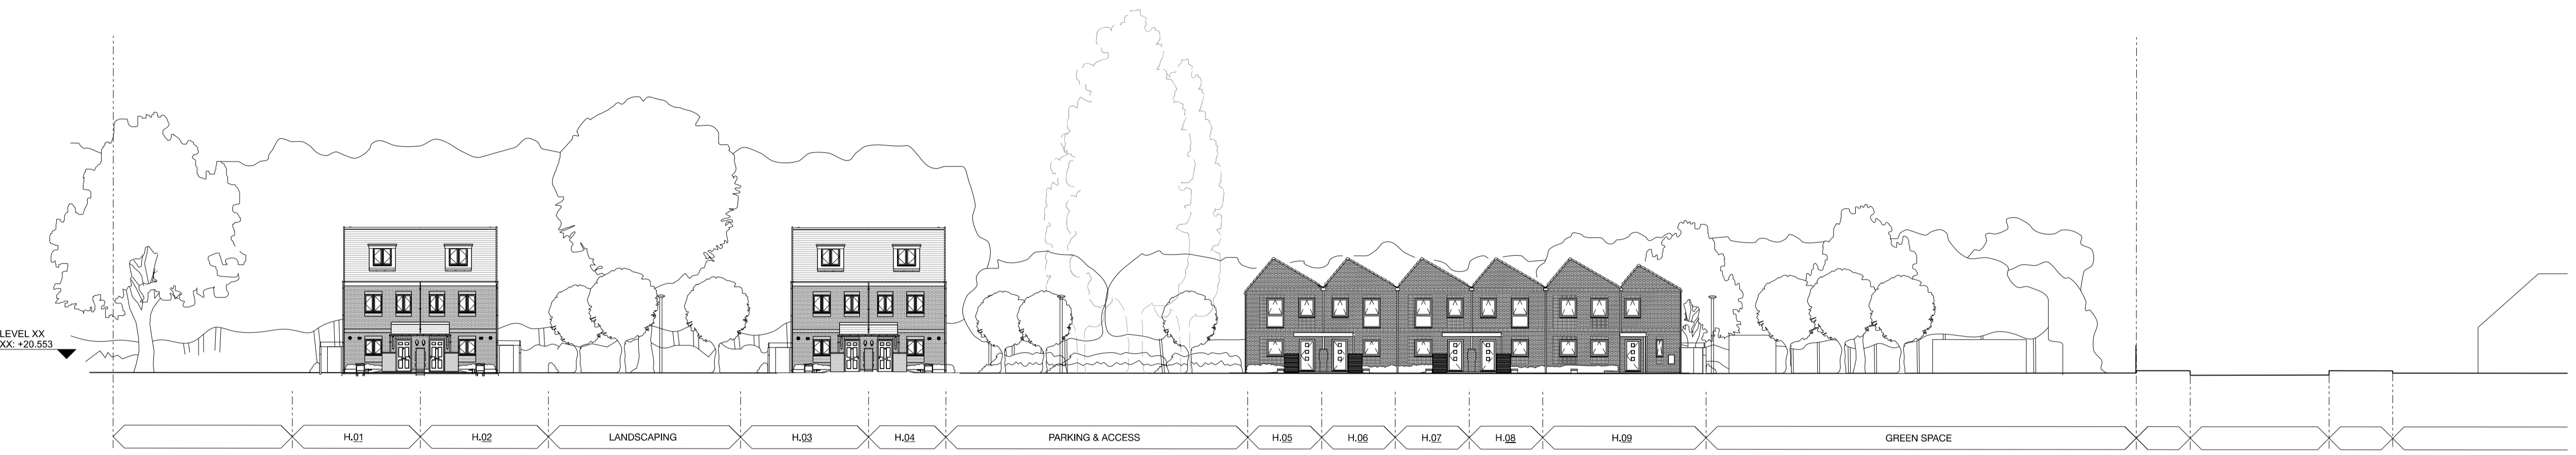 LEVEL XX
XX: +20.553
H.01
H.02
LANDSCAPING
H.03
H.04
PARKING & ACCESS
H.05
H.06
H.07
H.08
H.09
GREEN SPACE